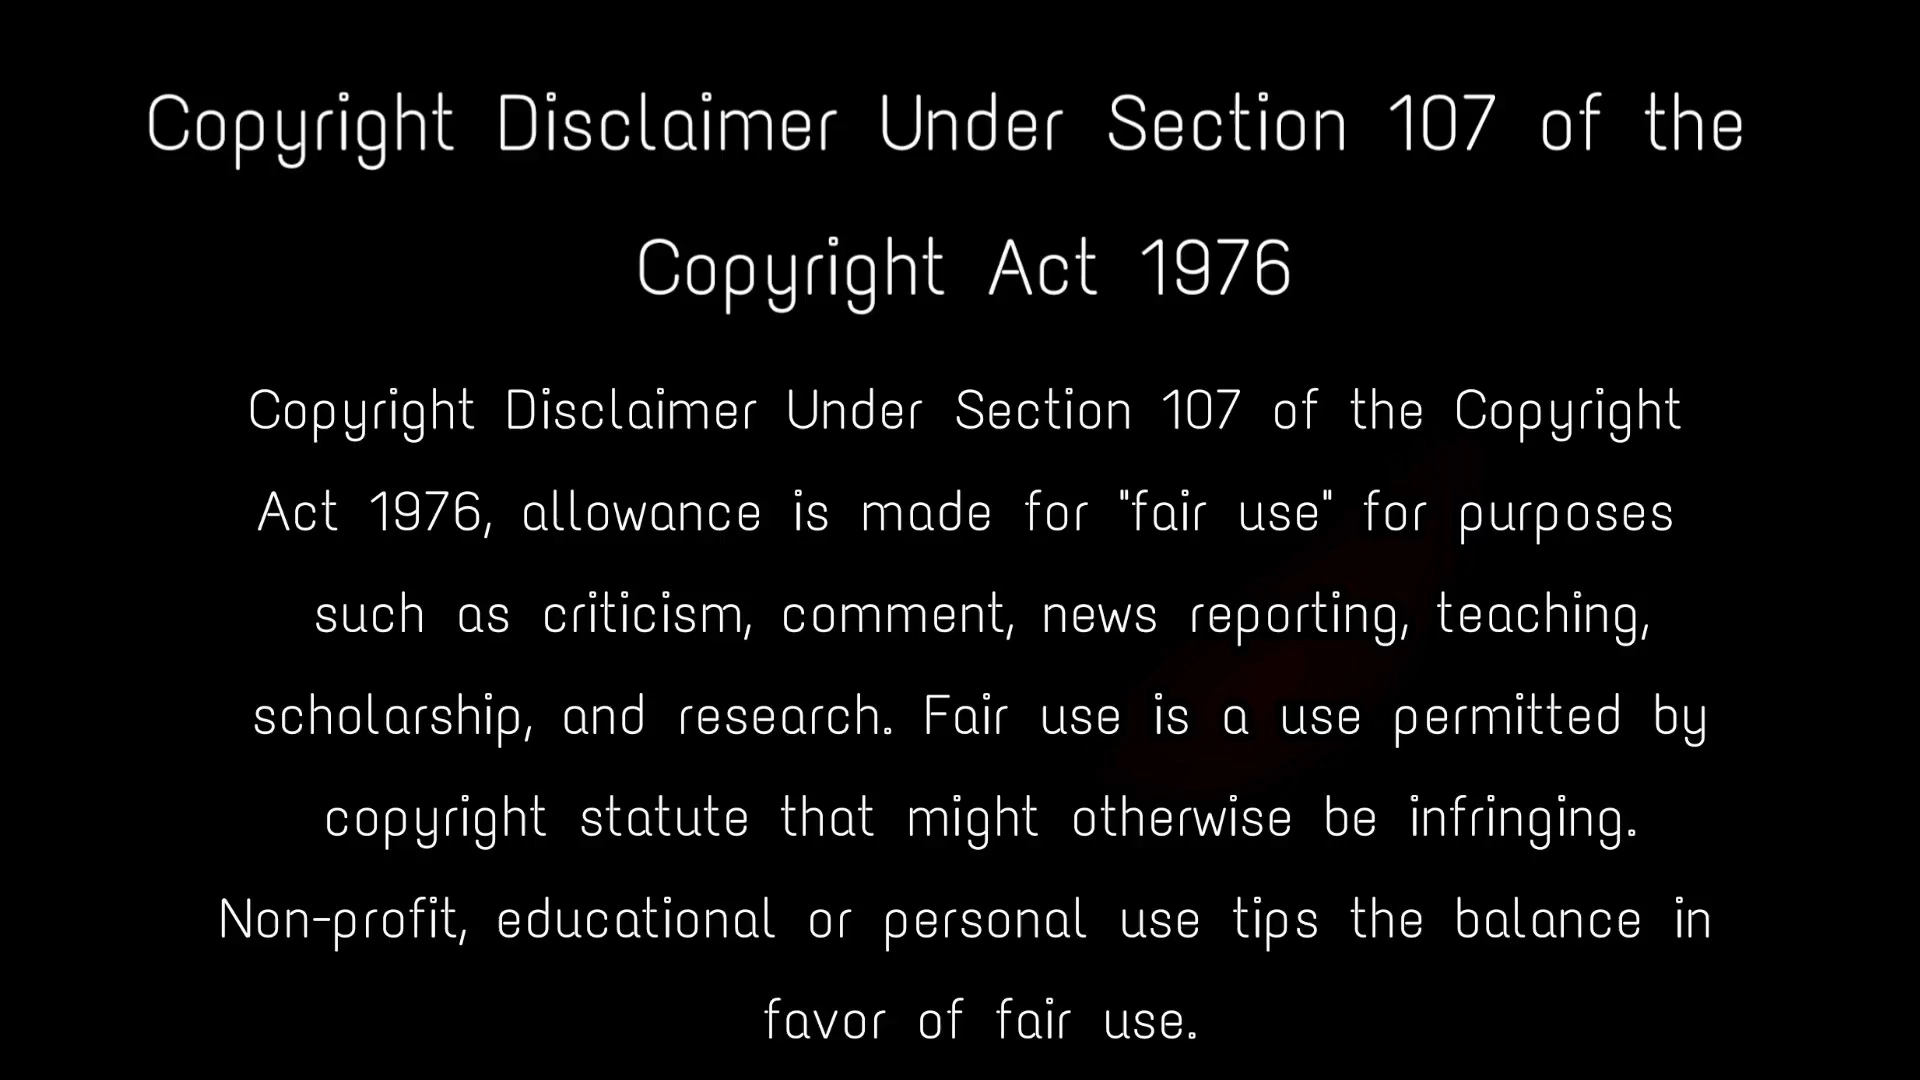 Copyright Disclaimer Under Section 107 of the
Copyright Act 1976
Copyright Disclaimer Under Section 107 of the Copyright
Act 1976, allowance is made for "fair use" for purposes
such as criticism, comment, news reporting, teaching,
scholarship, and research. Fair use is a use permitted by
copyright statute that might otherwise be infringing.
Non-profit, educational or personal use tips the balance in
favor of fair use.